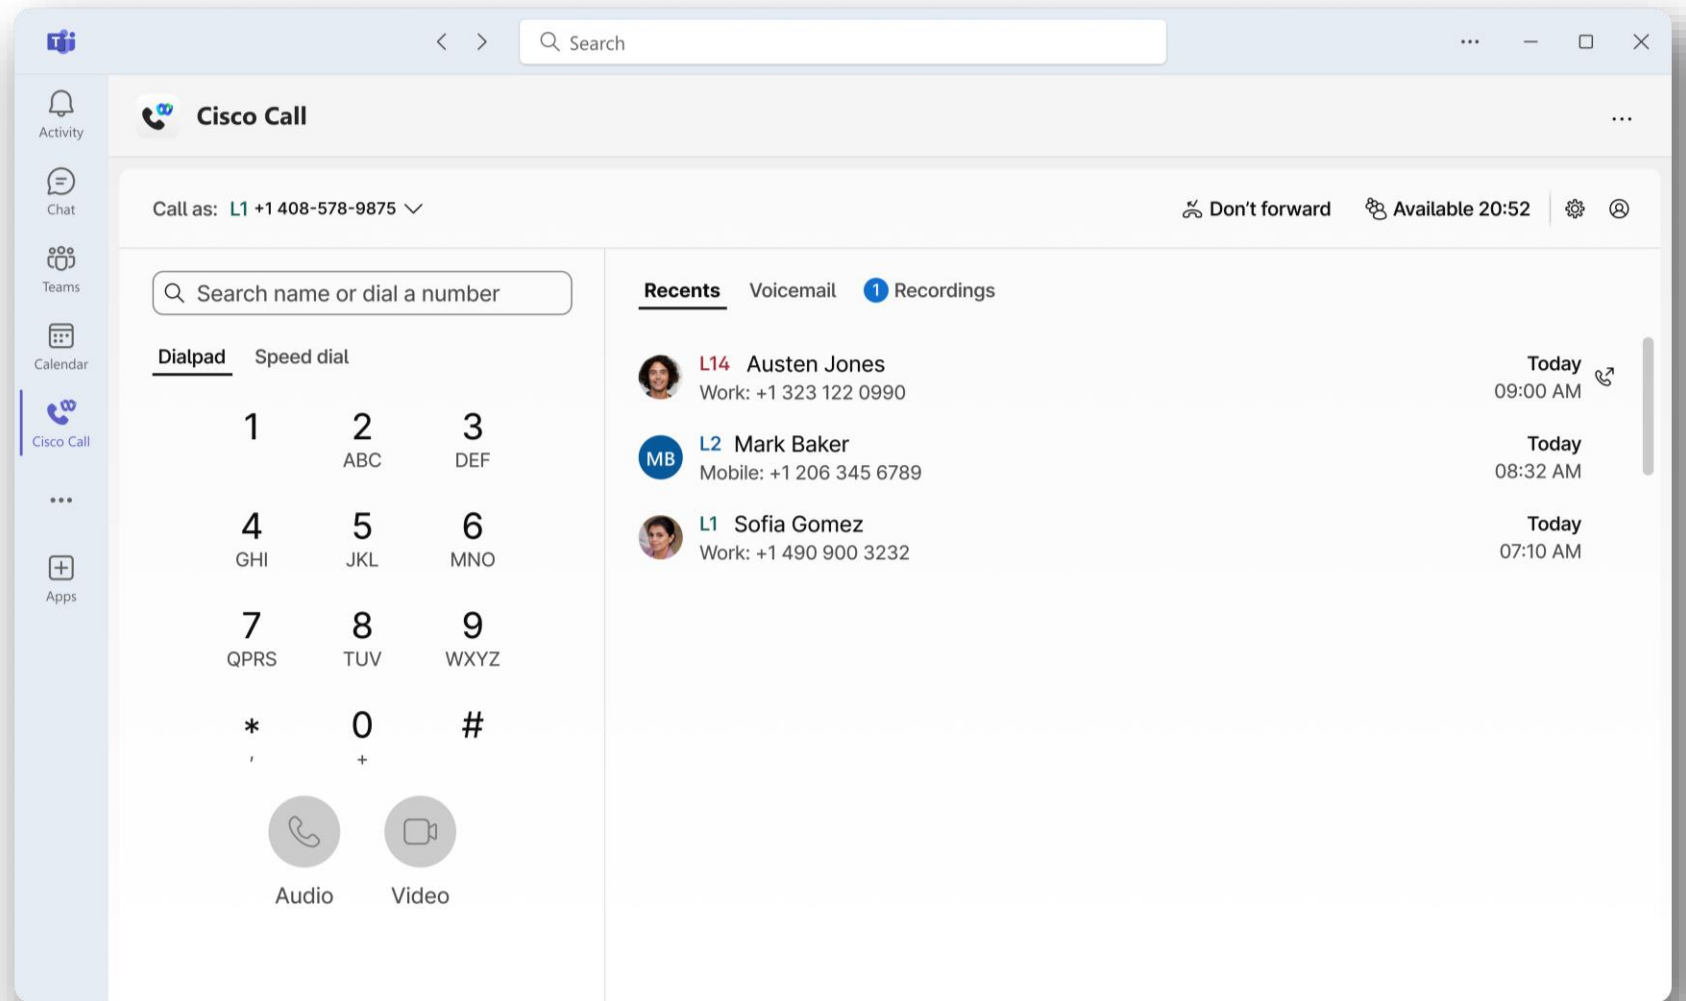 Search
Activity
Chat
Teams
Calendar
Cisco Call
Apps
Cisco Call
Call as: L1 +1 408-578-9875
Don't forward
Available 20:52
Search name or dial a number
Dialpad Speed dial
1 2 3
ABC DEF
4 5 6
GHI JKL MNO
7 8 9
QPRS TUV WXYZ
* 0 #
, +
Audio Video
Recents Voicemail 1 Recordings
L14 Austen Jones Today
Work: +1 323 122 0990 09:00 AM
MB
L2 Mark Baker Today
Mobile: +1 206 345 6789 08:32 AM
L1 Sofia Gomez Today
Work: +1 490 900 3232 07:10 AM